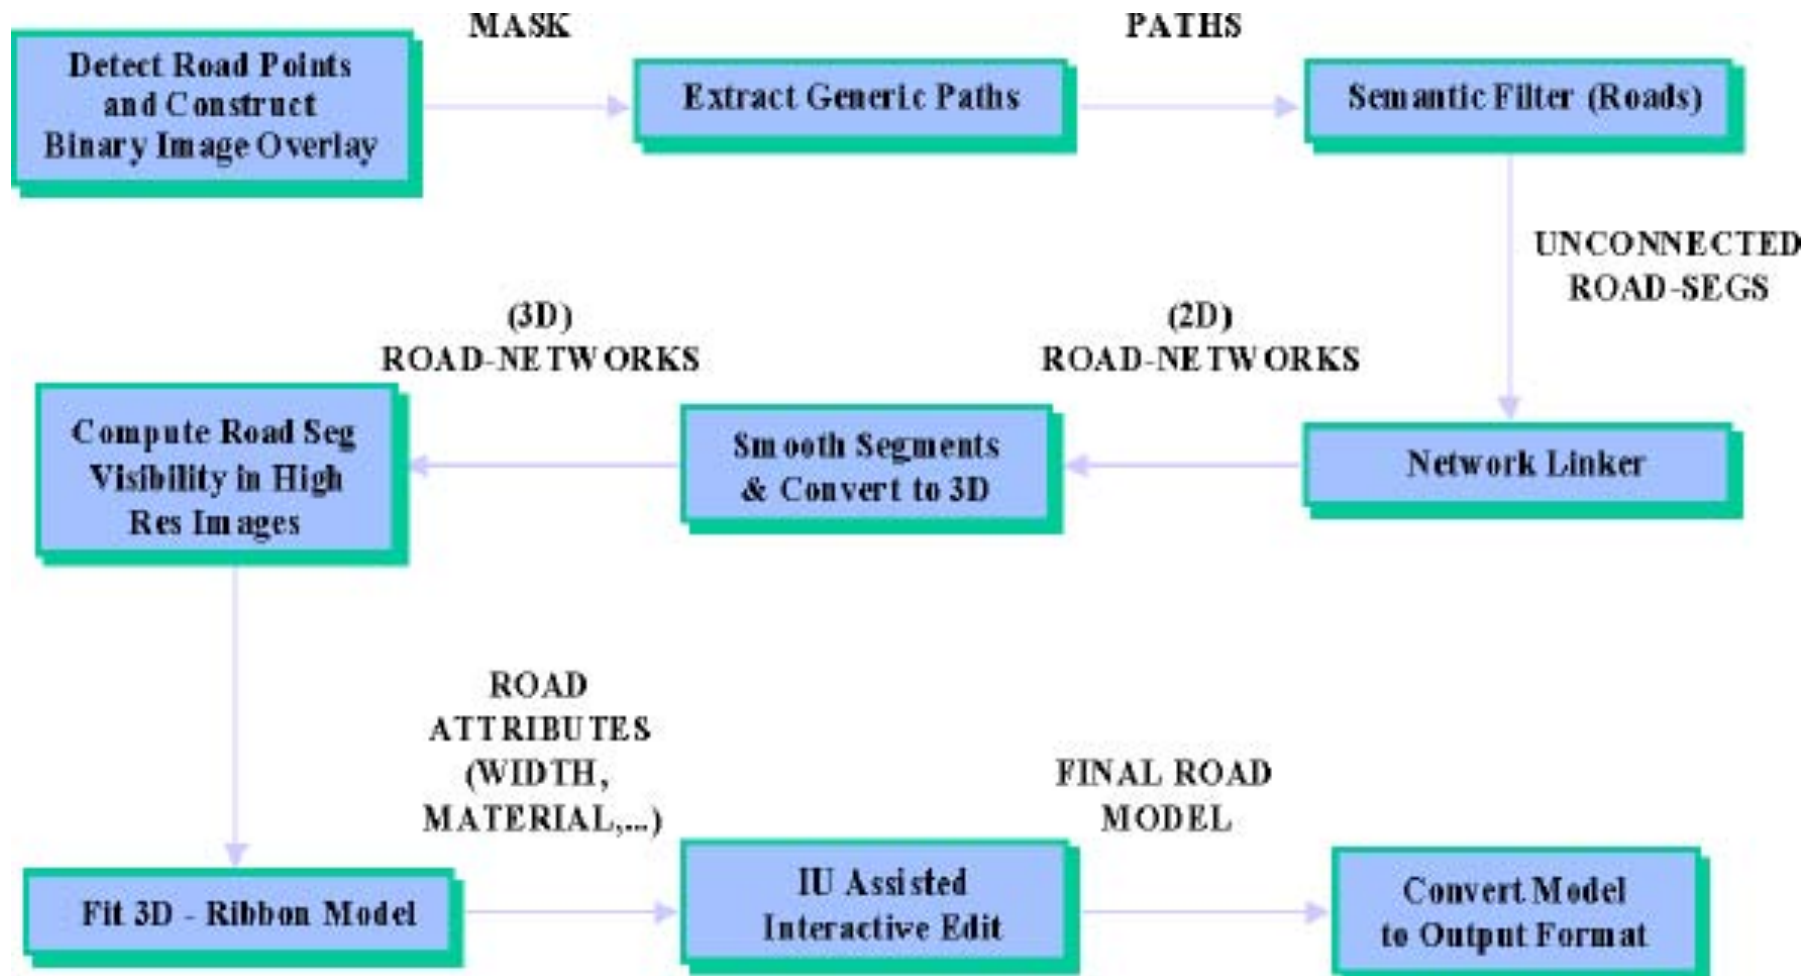 MASK
PATHS
Detect Road Points
and Construct
Binary Image Overlay
Extract Generic Paths
Semantic Filter (Roads)
UNCONNECTED
ROAD-SEGS
(2D)
ROAD-NETWORKS
(3D)
ROAD-NETWORKS
Network Linker
Smooth Segments
& Convert to 3D
Compute Road Seg
Visibility in High
Res Images
ROAD
ATTRIBUTES
(WIDTH,
MATERIAL,...)
FINAL ROAD
MODEL
Fit 3D - Ribbon Model
IU Assisted
Interactive Edit
Convert Model
to Output Format